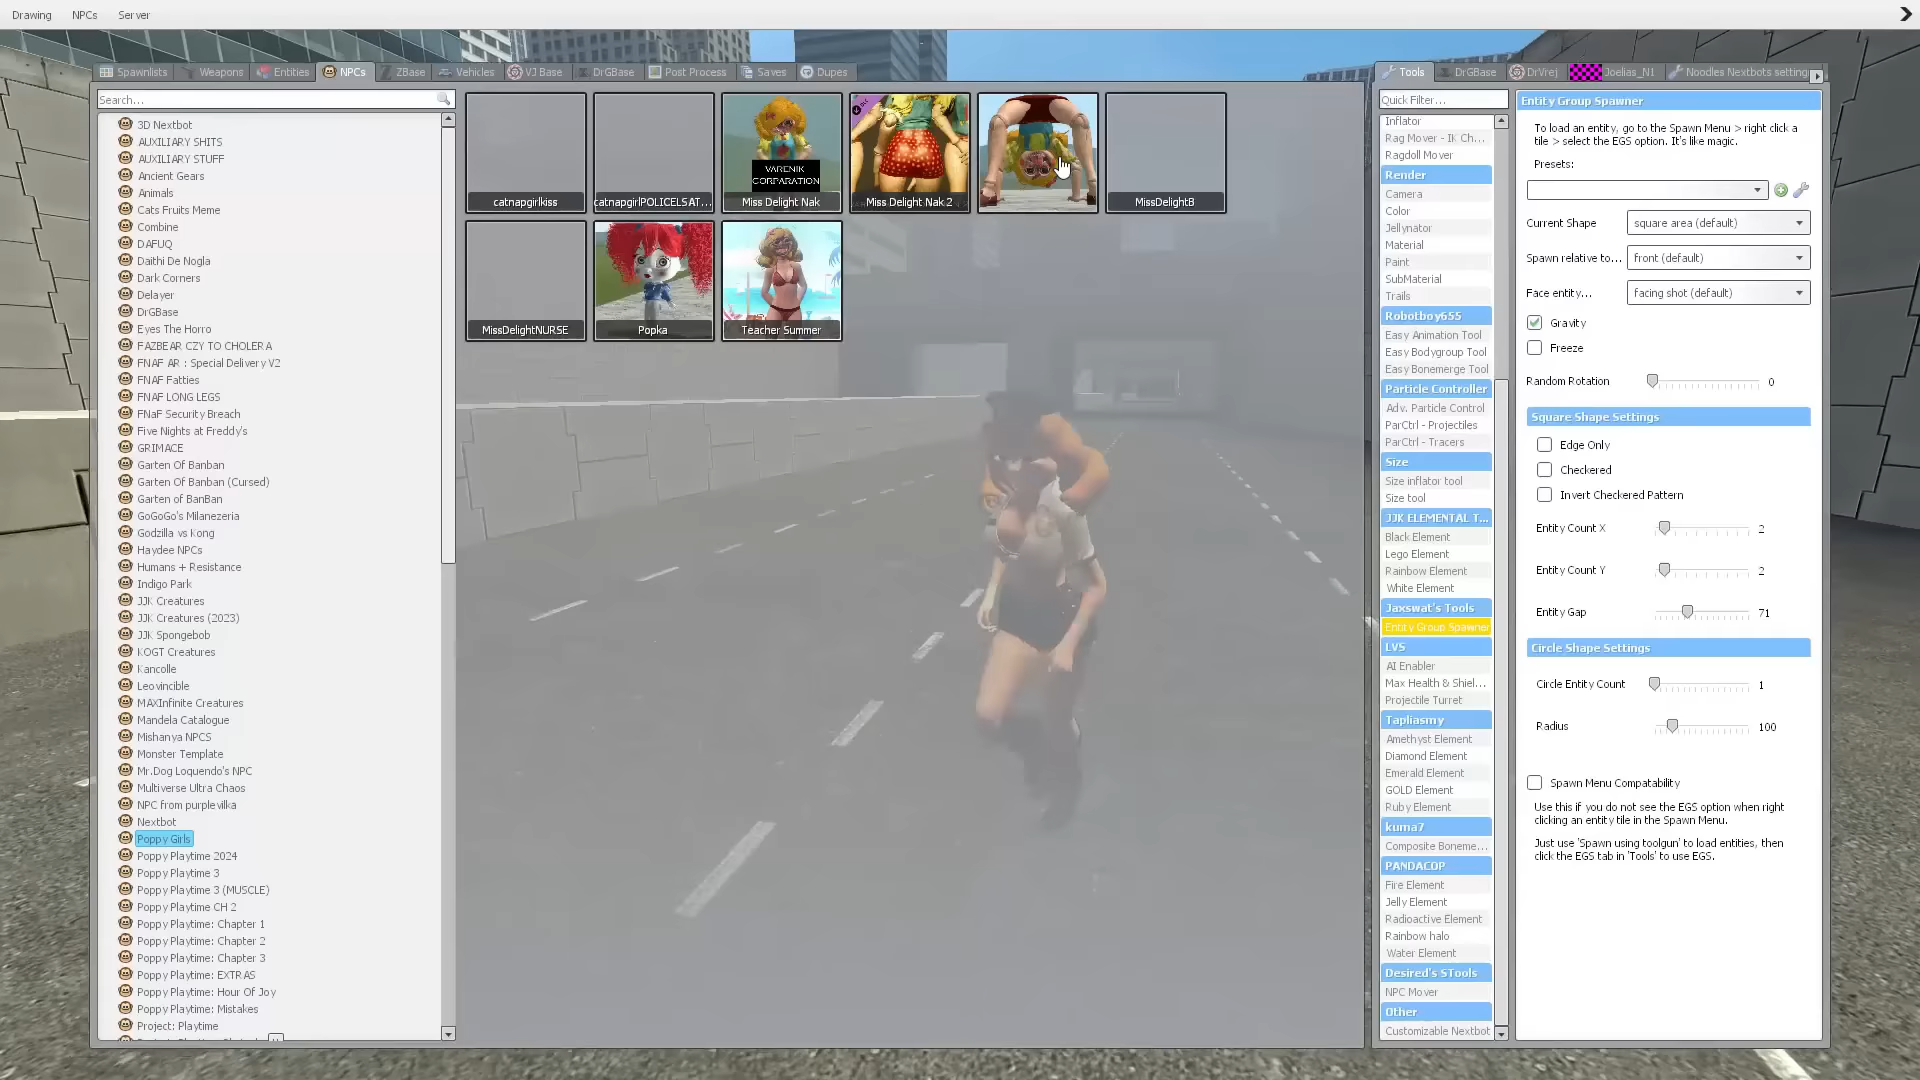 Drawing NPCs Server
Spawnlists Weapons Entities NPCs ZBase Vehicles VJ Base DrGBase Post Process Saves Dupes
Search...
3D Nextbot
AUXILIARY SHITS
AUXILIARY STUFF
Ancient Gears
Animals
Cats Fruits Meme
Combine
DAFUQ
Daithi De Nogla
Dark Corners
Delayer
DrGBase
Eyes The Horro
FAZBEAR CZY TO CHOLERA
FNAF AR : Special Delivery V2
FNAF Fatties
FNAF LONG LEGS
FNaF Security Breach
Five Nights at Freddy's
GRIMACE
Garten Of Banban
Garten Of Banban (Cursed)
Garten of BanBan
GoGoGo's Milanezeria
Godzilla vs Kong
Haydee NPCs
Humans + Resistance
Indigo Park
JJK Creatures
JJK Creatures (2023)
JJK Spongebob
KOGT Creatures
Kancolle
Leovincible
MAXInfinite Creatures
Mandela Catalogue
Mishanya NPCS
Monster Template
Mr.Dog Loquendo's NPC
Multiverse Ultra Chaos
NPC from purplevilka
Nextbot
Poppy Girls
Poppy Playtime 2024
Poppy Playtime 3
Poppy Playtime 3 (MUSCLE)
Poppy Playtime CH 2
Poppy Playtime: Chapter 1
Poppy Playtime: Chapter 2
Poppy Playtime: Chapter 3
Poppy Playtime: EXTRAS
Poppy Playtime: Hour Of Joy
Poppy Playtime: Mistakes
Project: Playtime
VARENIK
CORPARATION
catnapgirlkiss catnapgirlPOLICELSAT... Miss Delight Nak Miss Delight Nak 2 MissDelightB
MissDelightNURSE Popka Teacher Summer
Tools DrGBase DrVrej Joelias_N1 Noodles Nextbots setting
Quick Filter...
Inflator
Rag Mover - IK Ch...
Ragdoll Mover
Render
Camera
Color
Jellynator
Material
Paint
SubMaterial
Trails
Robotboy655
Easy Animation Tool
Easy Bodygroup Tool
Easy Bonemerge Tool
Particle Controller
Adv. Particle Control
ParCtrl - Projectiles
ParCtrl - Tracers
Size
Size inflator tool
Size tool
JJK ELEMENTAL T...
Black Element
Lego Element
Rainbow Element
White Element
Jaxswat's Tools
Entity Group Spawner
LVS
AI Enabler
Max Health & Shiel...
Projectile Turret
Tapliasmy
Amethyst Element
Diamond Element
Emerald Element
GOLD Element
Ruby Element
kuma7
Composite Boneme...
PANDACOP
Fire Element
Jelly Element
Radioactive Element
Rainbow halo
Water Element
Desired's STools
NPC Mover
Other
Customizable Nextbot
Entity Group Spawner
To load an entity, go to the Spawn Menu > right click a
tile > select the EGS option. It's like magic.
Presets:
Current Shape square area (default)
Spawn relative to... front (default)
Face entity... facing shot (default)
Gravity
Freeze
Random Rotation 0
Square Shape Settings
Edge Only
Checkered
Invert Checkered Pattern
Entity Count X 2
Entity Count Y 2
Entity Gap 71
Circle Shape Settings
Circle Entity Count 1
Radius 100
Spawn Menu Compatability
Use this if you do not see the EGS option when right
clicking an entity tile in the Spawn Menu.
Just use 'Spawn using toolgun' to load entities, then
click the EGS tab in 'Tools' to use EGS.